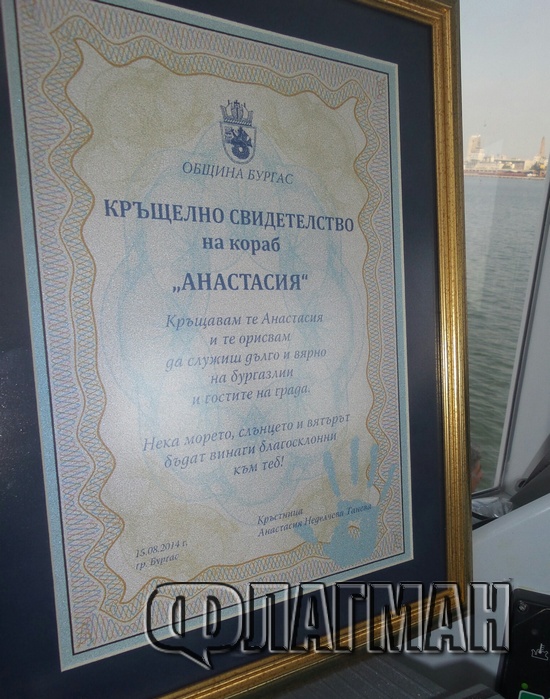 ОБЩИНА БУРГАС
КРЪЩЕЛНО СВИДЕТЕЛСТВО
на кораб
„АНАСТАСИЯ“
Кръщавам те Анастасия
и те орисвам
да служиш дълго и вярно
на бургазлии
и гостите на града.
Нека морето, слънцето и вятърът
бъдат винаги благосклонни
към теб!
Кръстница
Анастасия Неделчева
15.08.2014 г.
гр. Бургас
ФЛАГМАН